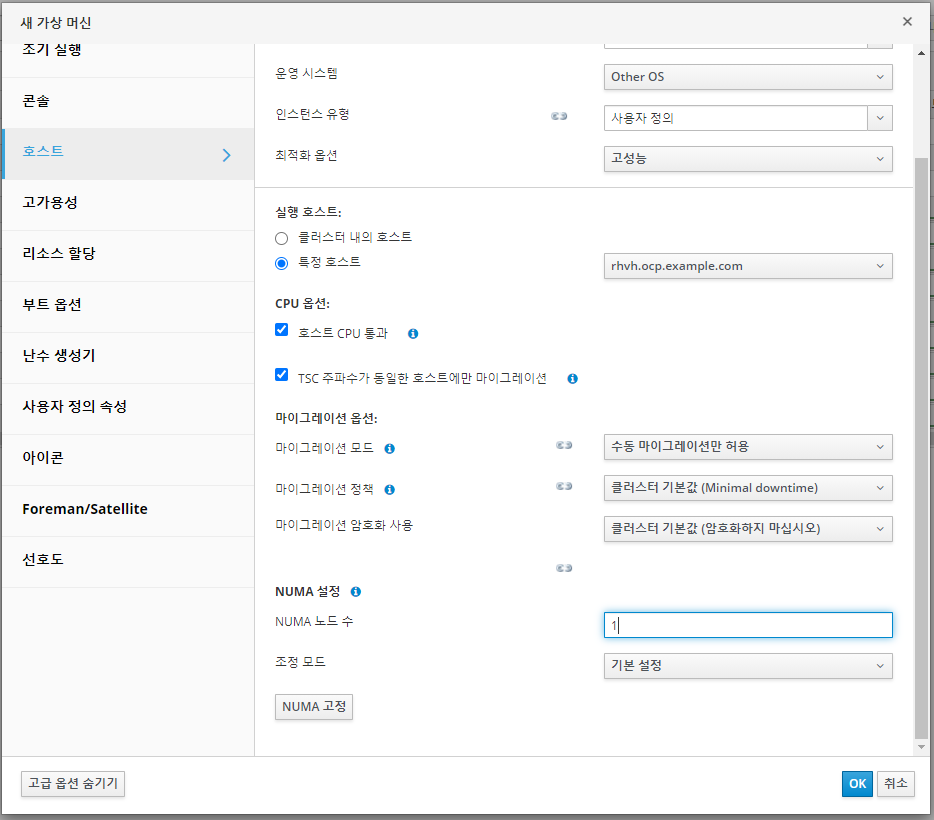 새 가상 머신
초기 실행
콘솔
호스트
고가용성
리소스 할당
부트 옵션
난수 생성기
사용자 정의 속성
아이콘
Foreman/Satellite
선호도
운영 시스템
Other OS
인스턴스 유형
사용자 정의
최적화 옵션
고성능
실행 호스트:
클러스터 내의 호스트
특정 호스트
rhvh.ocp.example.com
CPU 옵션:
호스트 CPU 통과
TSC 주파수가 동일한 호스트에만 마이그레이션
마이그레이션 옵션:
마이그레이션 모드
수동 마이그레이션만 허용
마이그레이션 정책
클러스터 기본값 (Minimal downtime)
마이그레이션 암호화 사용
클러스터 기본값 (암호화하지 마십시오)
NUMA 설정
NUMA 노드 수
1
조정 모드
기본 설정
NUMA 고정
고급 옵션 숨기기
OK
취소